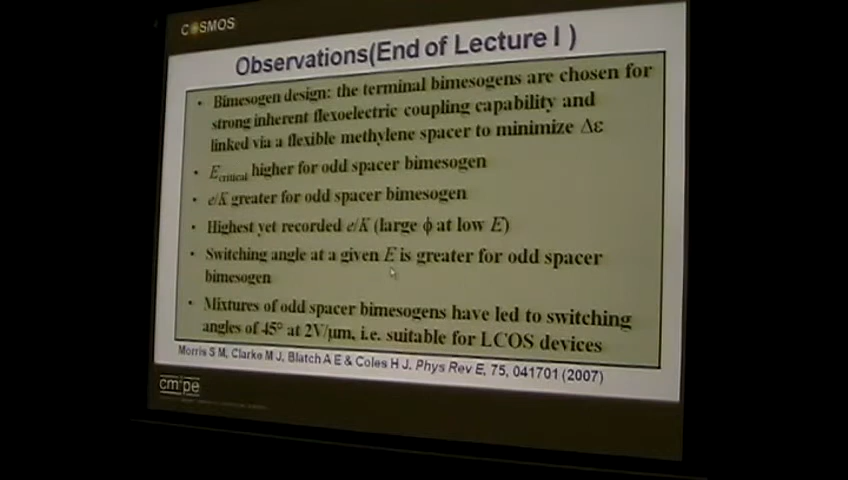 COSMOS
Observations(End of Lecture I )
• Bimesogen design: the terminal bimesogens are chosen for
strong inherent flexoelectric coupling capability and
linked via a flexible methylene spacer to minimize Δε
• Ecritical higher for odd spacer bimesogen
• e/K greater for odd spacer bimesogen
• Highest yet recorded e/K (large ϕ at low E)
• Switching angle at a given E is greater for odd spacer
bimesogen
• Mixtures of odd spacer bimesogens have led to switching
angles of 45° at 2V/μm, i.e. suitable for LCOS devices
Morris S M, Clarke M J, Blatch A E & Coles H J, Phys Rev E, 75, 041701 (2007)